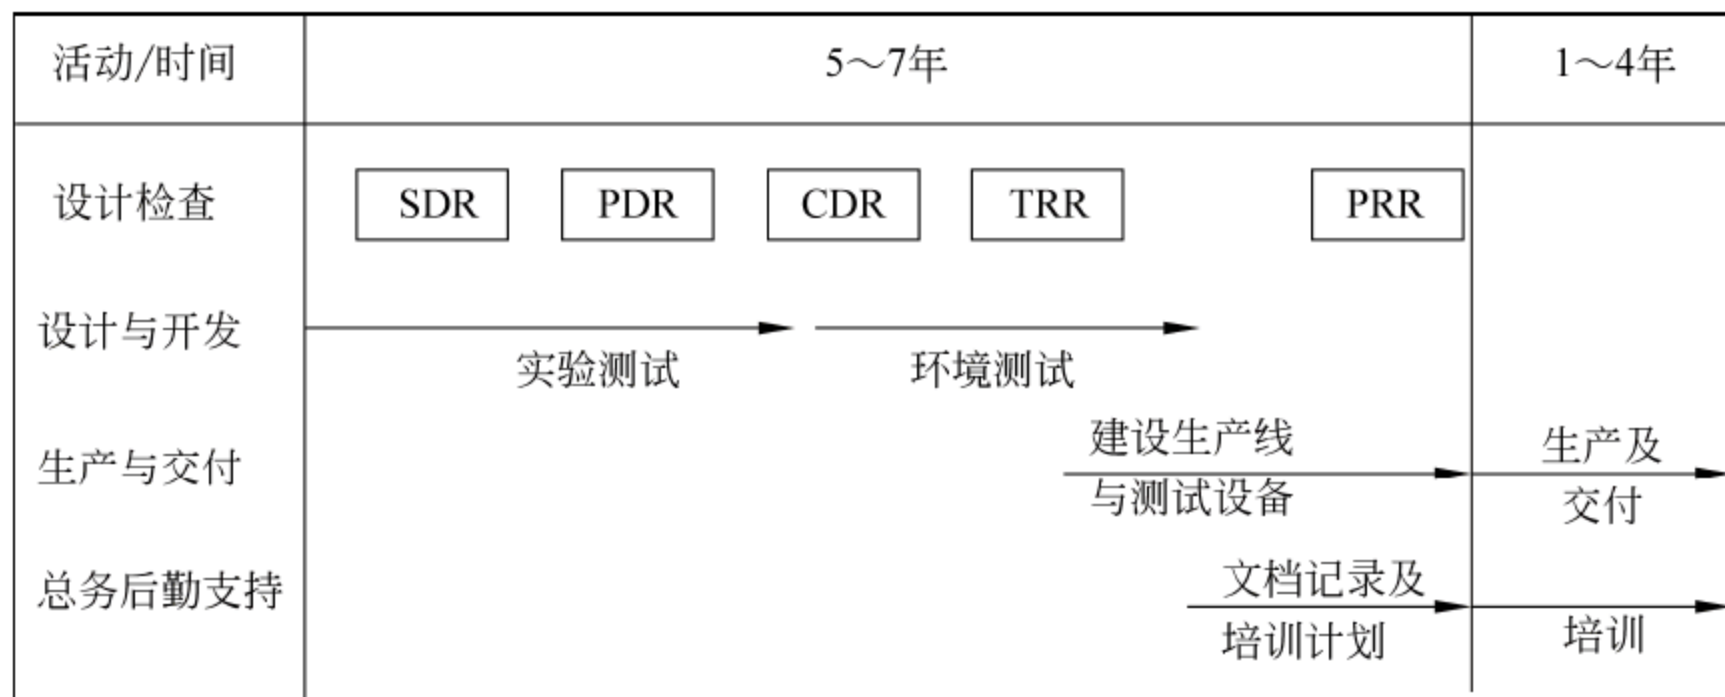 活动/时间
5～7年
1～4年
设计检查
SDR
PDR
CDR
TRR
PRR
设计与开发
实验测试
环境测试
生产与交付
建设生产线
与测试设备
生产及
交付
总务后勤支持
文档记录及
培训计划
培训